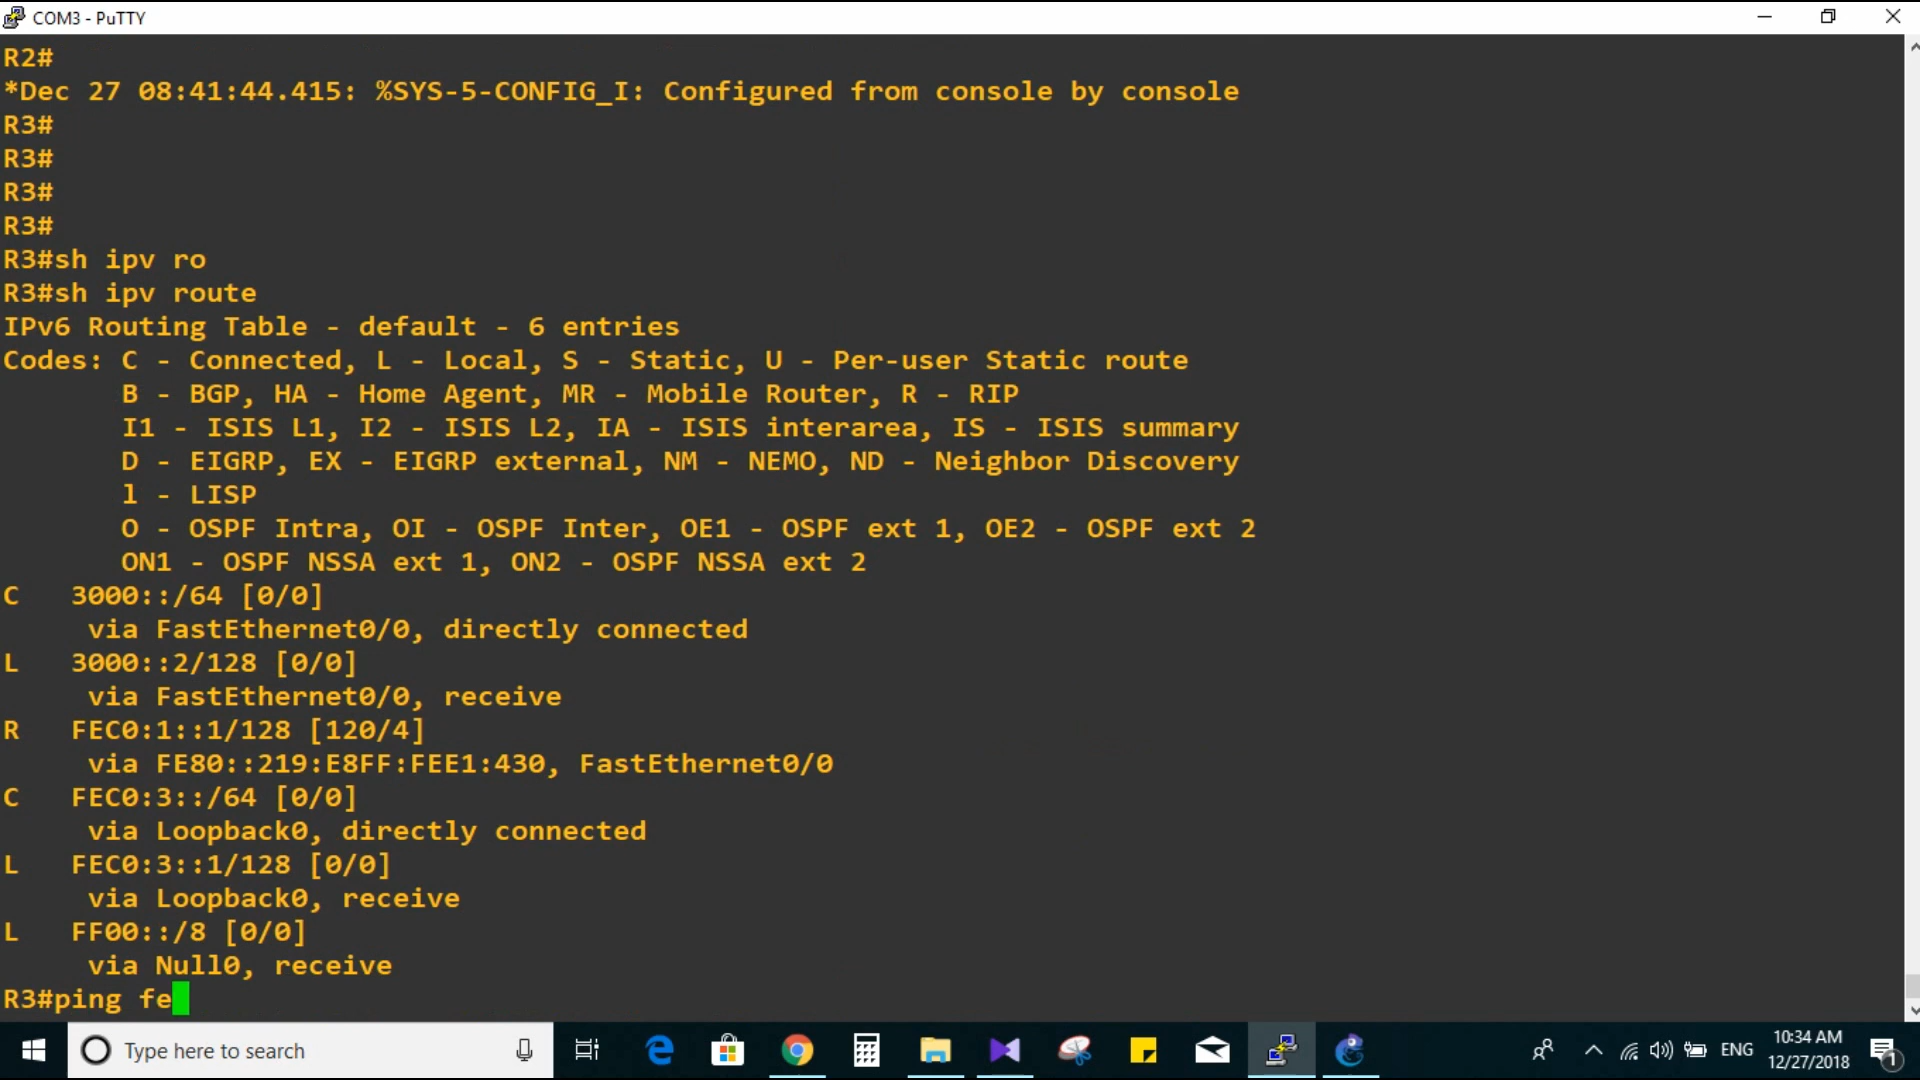 COM3 - PuTTY
R2#
*Dec 27 08:41:44.415: %SYS-5-CONFIG_I: Configured from console by console
R3#
R3#
R3#
R3#
R3#sh ipv ro
R3#sh ipv route
IPv6 Routing Table - default - 6 entries
Codes: C - Connected, L - Local, S - Static, U - Per-user Static route
       B - BGP, HA - Home Agent, MR - Mobile Router, R - RIP
       I1 - ISIS L1, I2 - ISIS L2, IA - ISIS interarea, IS - ISIS summary
       D - EIGRP, EX - EIGRP external, NM - NEMO, ND - Neighbor Discovery
       l - LISP
       O - OSPF Intra, OI - OSPF Inter, OE1 - OSPF ext 1, OE2 - OSPF ext 2
       ON1 - OSPF NSSA ext 1, ON2 - OSPF NSSA ext 2
C   3000::/64 [0/0]
     via FastEthernet0/0, directly connected
L   3000::2/128 [0/0]
     via FastEthernet0/0, receive
R   FEC0:1::1/128 [120/4]
     via FE80::219:E8FF:FEE1:430, FastEthernet0/0
C   FEC0:3::/64 [0/0]
     via Loopback0, directly connected
L   FEC0:3::1/128 [0/0]
     via Loopback0, receive
L   FF00::/8 [0/0]
     via Null0, receive
R3#ping fe
Type here to search
ENG
10:34 AM
12/27/2018
1